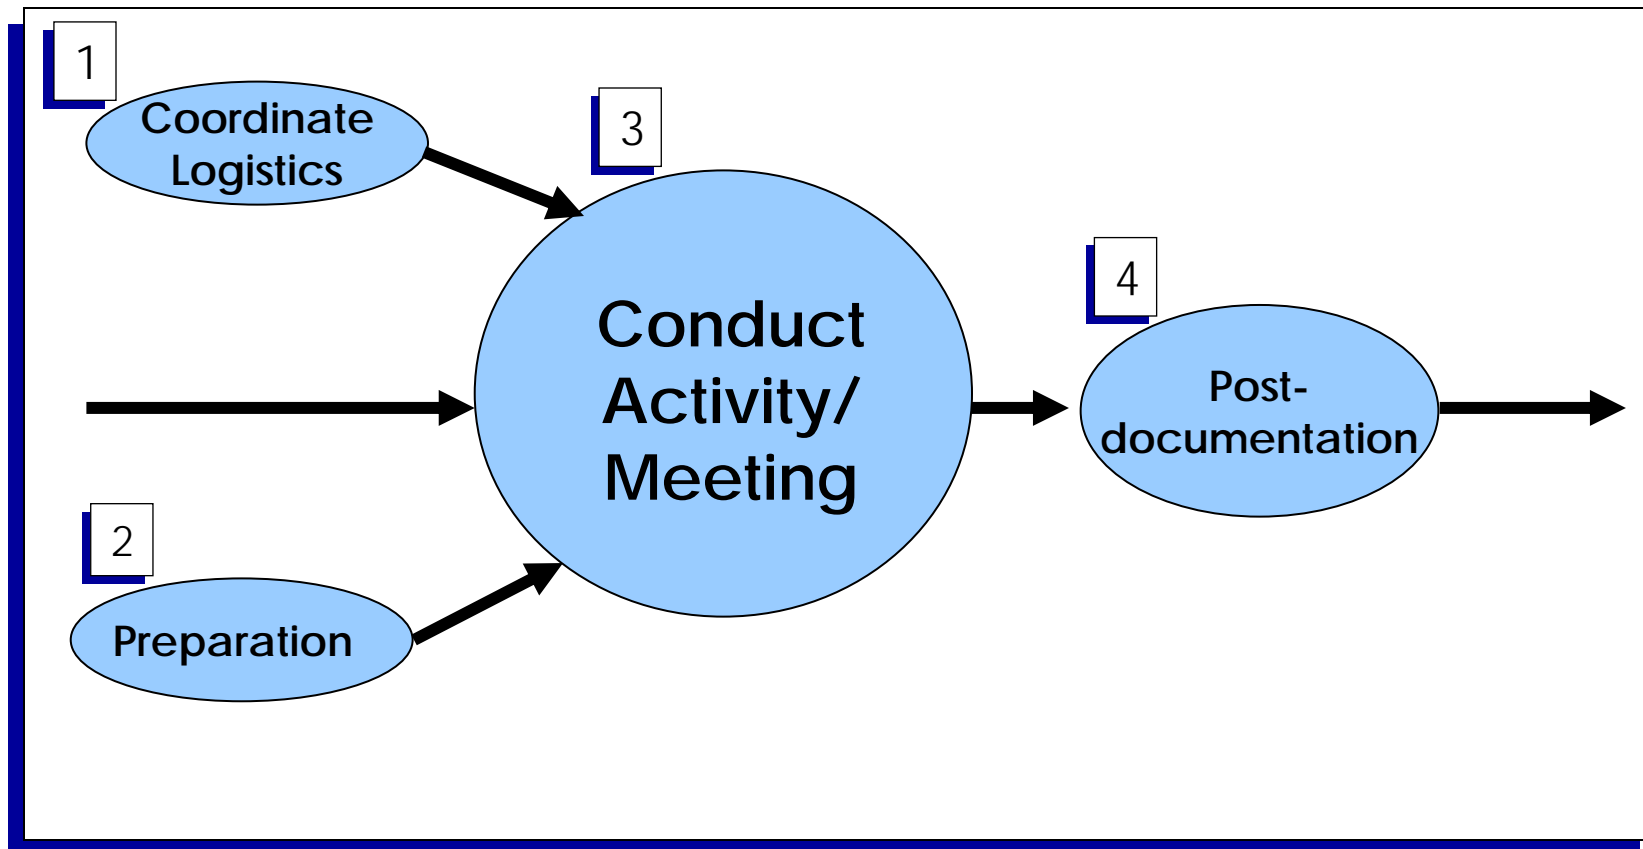 1
Coordinate
Logistics
3
Conduct
Activity/
Meeting
4
Post-
documentation
2
Preparation